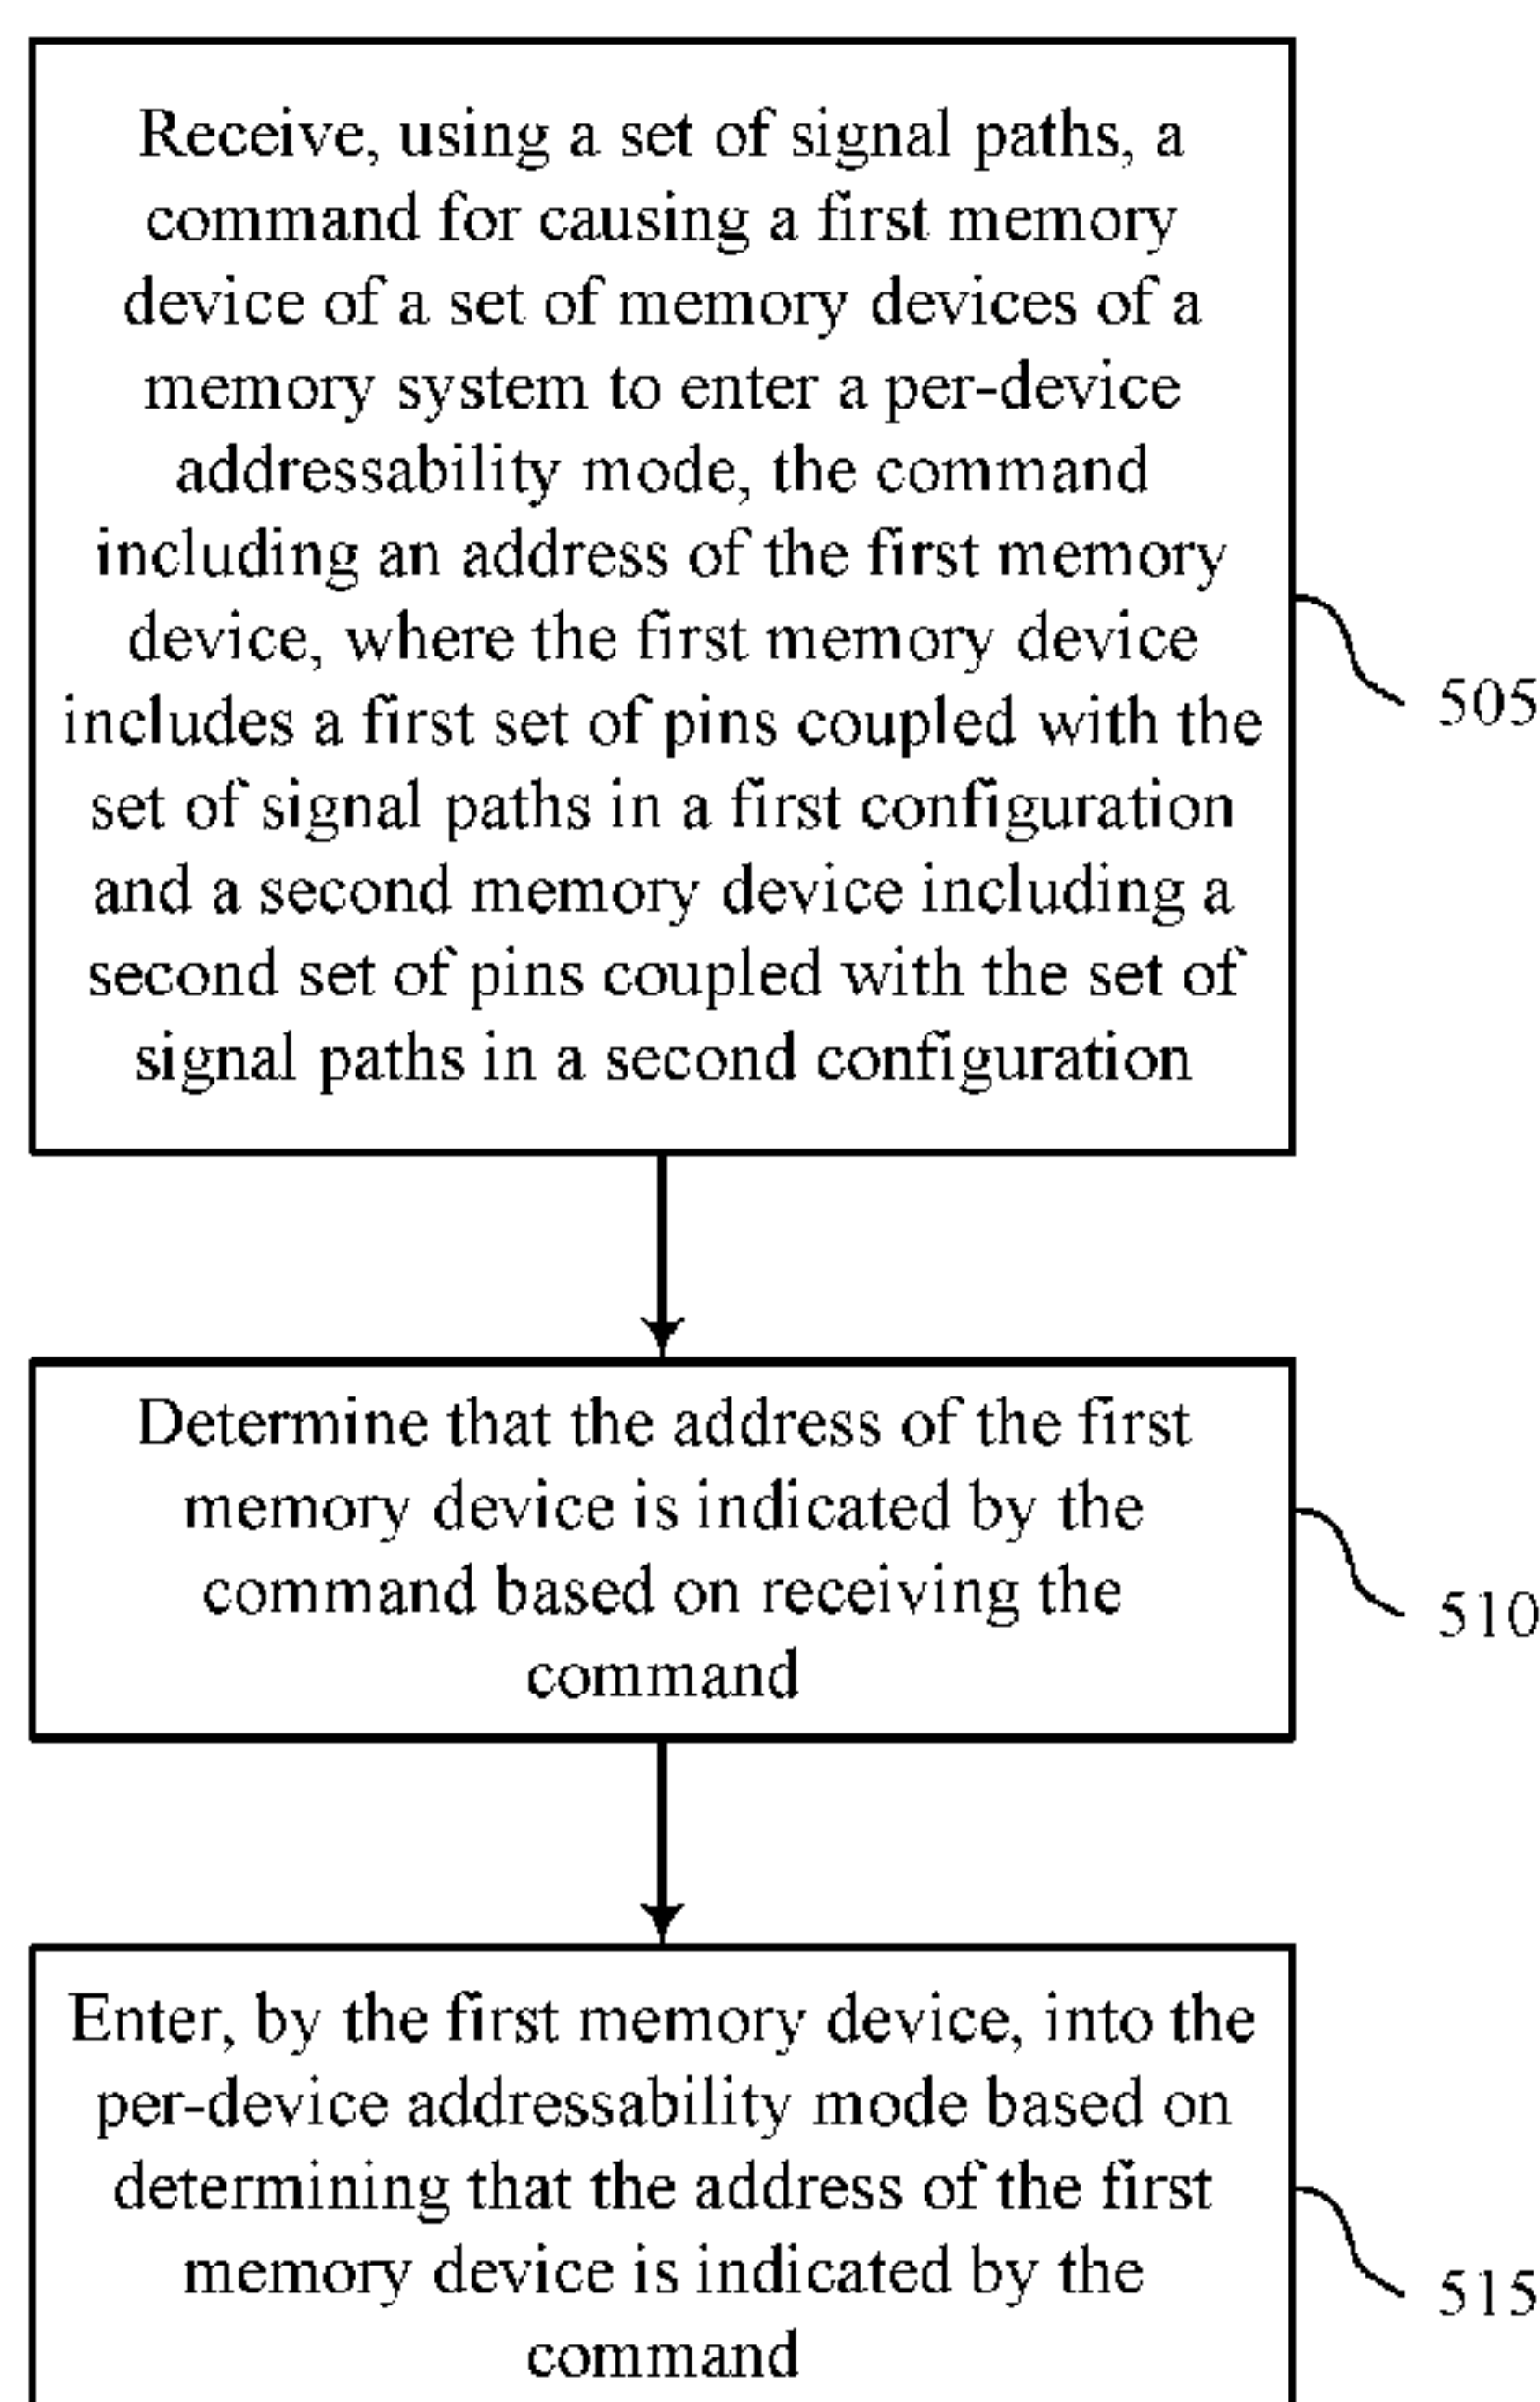 Receive, using a set of signal paths, a
command for causing a first memory
device of a set of memory devices of a
memory system to enter a per-device
addressability mode, the command
including an address of the first memory
device, where the first memory device
includes a first set of pins coupled with the
set of signal paths in a first configuration
and a second memory device including a
second set of pins coupled with the set of
signal paths in a second configuration
505
Determine that the address of the first
memory device is indicated by the
command based on receiving the
command
510
Enter, by the first memory device, into the
per-device addressability mode based on
determining that the address of the first
memory device is indicated by the
command
515